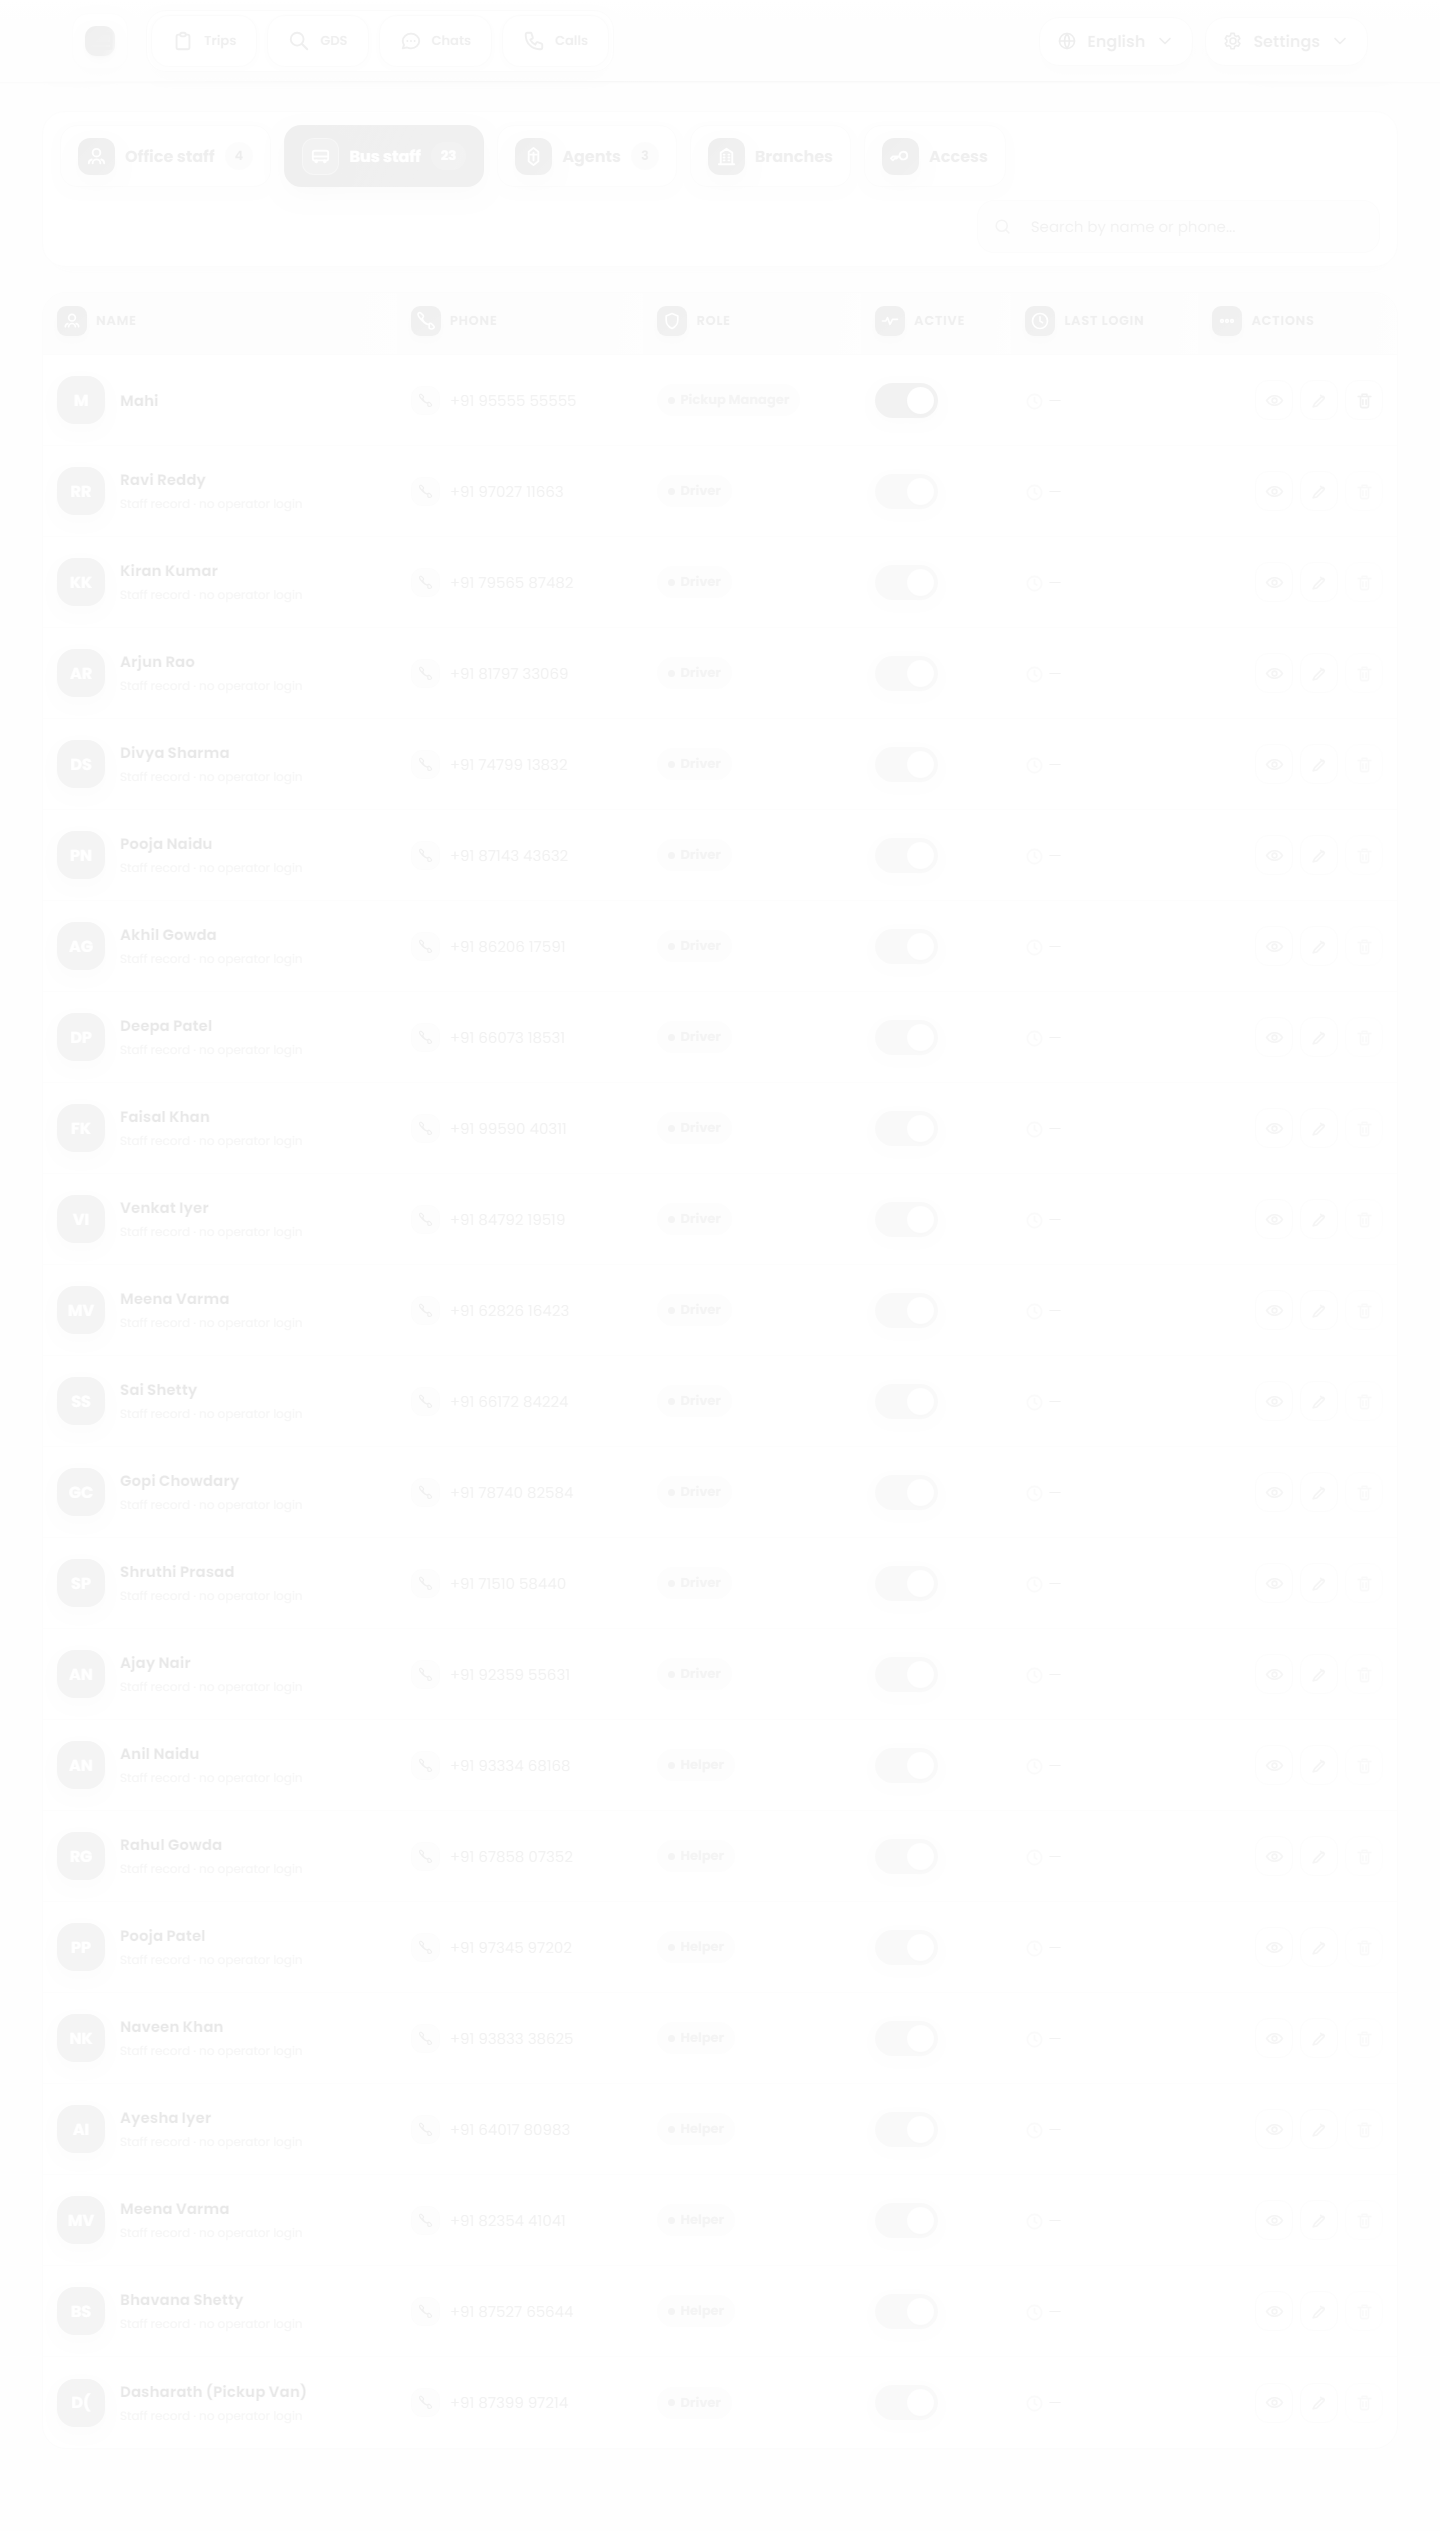 Trips GDS Chats Calls English Settings
Office staff 4 Bus staff 23 Agents 3 Branches Access
Search by name or phone...
NAME PHONE ROLE ACTIVE LAST LOGIN ACTIONS
M Mahi +91 95555 55555 Pickup Manager —
RR Ravi Reddy +91 97027 11663 Driver —
Staff record · no operator login
KK Kiran Kumar +91 79565 87482 Driver —
Staff record · no operator login
AR Arjun Rao +91 81797 33069 Driver —
Staff record · no operator login
DS Divya Sharma +91 74799 13832 Driver —
Staff record · no operator login
PN Pooja Naidu +91 87143 43632 Driver —
Staff record · no operator login
AG Akhil Gowda +91 86206 17591 Driver —
Staff record · no operator login
DP Deepa Patel +91 66073 18531 Driver —
Staff record · no operator login
FK Faisal Khan +91 99590 40311 Driver —
Staff record · no operator login
VI Venkat Iyer +91 84792 19519 Driver —
Staff record · no operator login
MV Meena Varma +91 62826 16423 Driver —
Staff record · no operator login
SS Sai Shetty +91 66172 84224 Driver —
Staff record · no operator login
GC Gopi Chowdary +91 78740 82584 Driver —
Staff record · no operator login
SP Shruthi Prasad +91 71510 58440 Driver —
Staff record · no operator login
AN Ajay Nair +91 92359 55631 Driver —
Staff record · no operator login
AN Anil Naidu +91 93334 68168 Helper —
Staff record · no operator login
RG Rahul Gowda +91 67858 07352 Helper —
Staff record · no operator login
PP Pooja Patel +91 97345 97202 Helper —
Staff record · no operator login
NK Naveen Khan +91 93833 38625 Helper —
Staff record · no operator login
AI Ayesha Iyer +91 64017 80983 Helper —
Staff record · no operator login
MV Meena Varma +91 82354 41041 Helper —
Staff record · no operator login
BS Bhavana Shetty +91 87527 65644 Helper —
Staff record · no operator login
D( Dasharath (Pickup Van) +91 87399 97214 Driver —
Staff record · no operator login